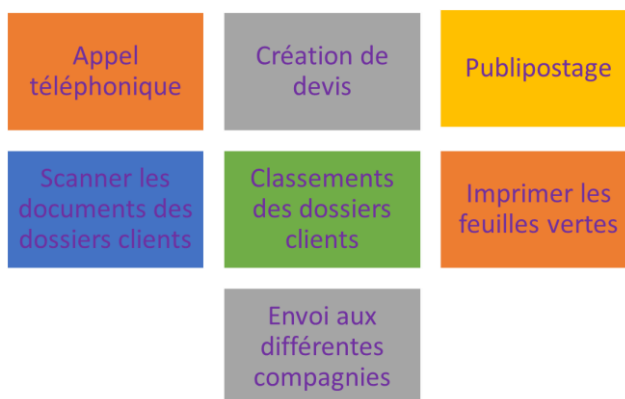 Appel
téléphonique
Création de
devis
Publipostage
Scanner les
documents des
dossiers clients
Classements
des dossiers
clients
Imprimer les
feuilles vertes
Envoi aux
différentes
compagnies